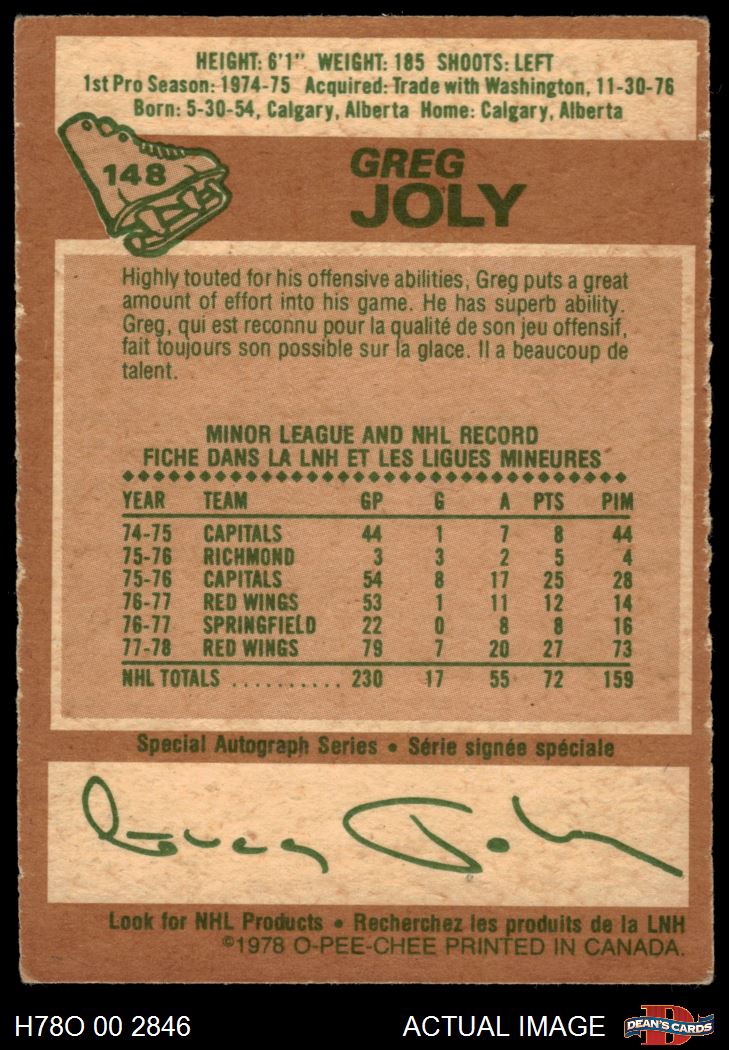 HEIGHT: 6'1" WEIGHT: 185 SHOOTS: LEFT
1st Pro Season: 1974-75 Acquired: Trade with Washington, 11-30-76
Born: 5-30-54, Calgary, Alberta Home: Calgary, Alberta
148
GREG
JOLY
Highly touted for his offensive abilities, Greg puts a great
amount of effort into his game. He has superb ability.
Greg, qui est reconnu pour la qualité de son jeu offensif,
fait toujours son possible sur la glace. Il a beaucoup de
talent.
MINOR LEAGUE AND NHL RECORD
FICHE DANS LA LNH ET LES LIGUES MINEURES
YEAR TEAM GP G A PTS PIM
74-75 CAPITALS 44 1 7 8 44
75-76 RICHMOND 3 3 2 5 4
75-76 CAPITALS 54 8 17 25 28
76-77 RED WINGS 53 1 11 12 14
76-77 SPRINGFIELD 22 0 8 8 16
77-78 RED WINGS 79 7 20 27 73
NHL TOTALS .......... 230 17 55 72 159
Special Autograph Series • Série signée spéciale
Greg Joly
Look for NHL Products • Recherchez les produits de la LNH
©1978 O-PEE-CHEE PRINTED IN CANADA.
H78O 00 2846 ACTUAL IMAGE DEAN'S CARDS